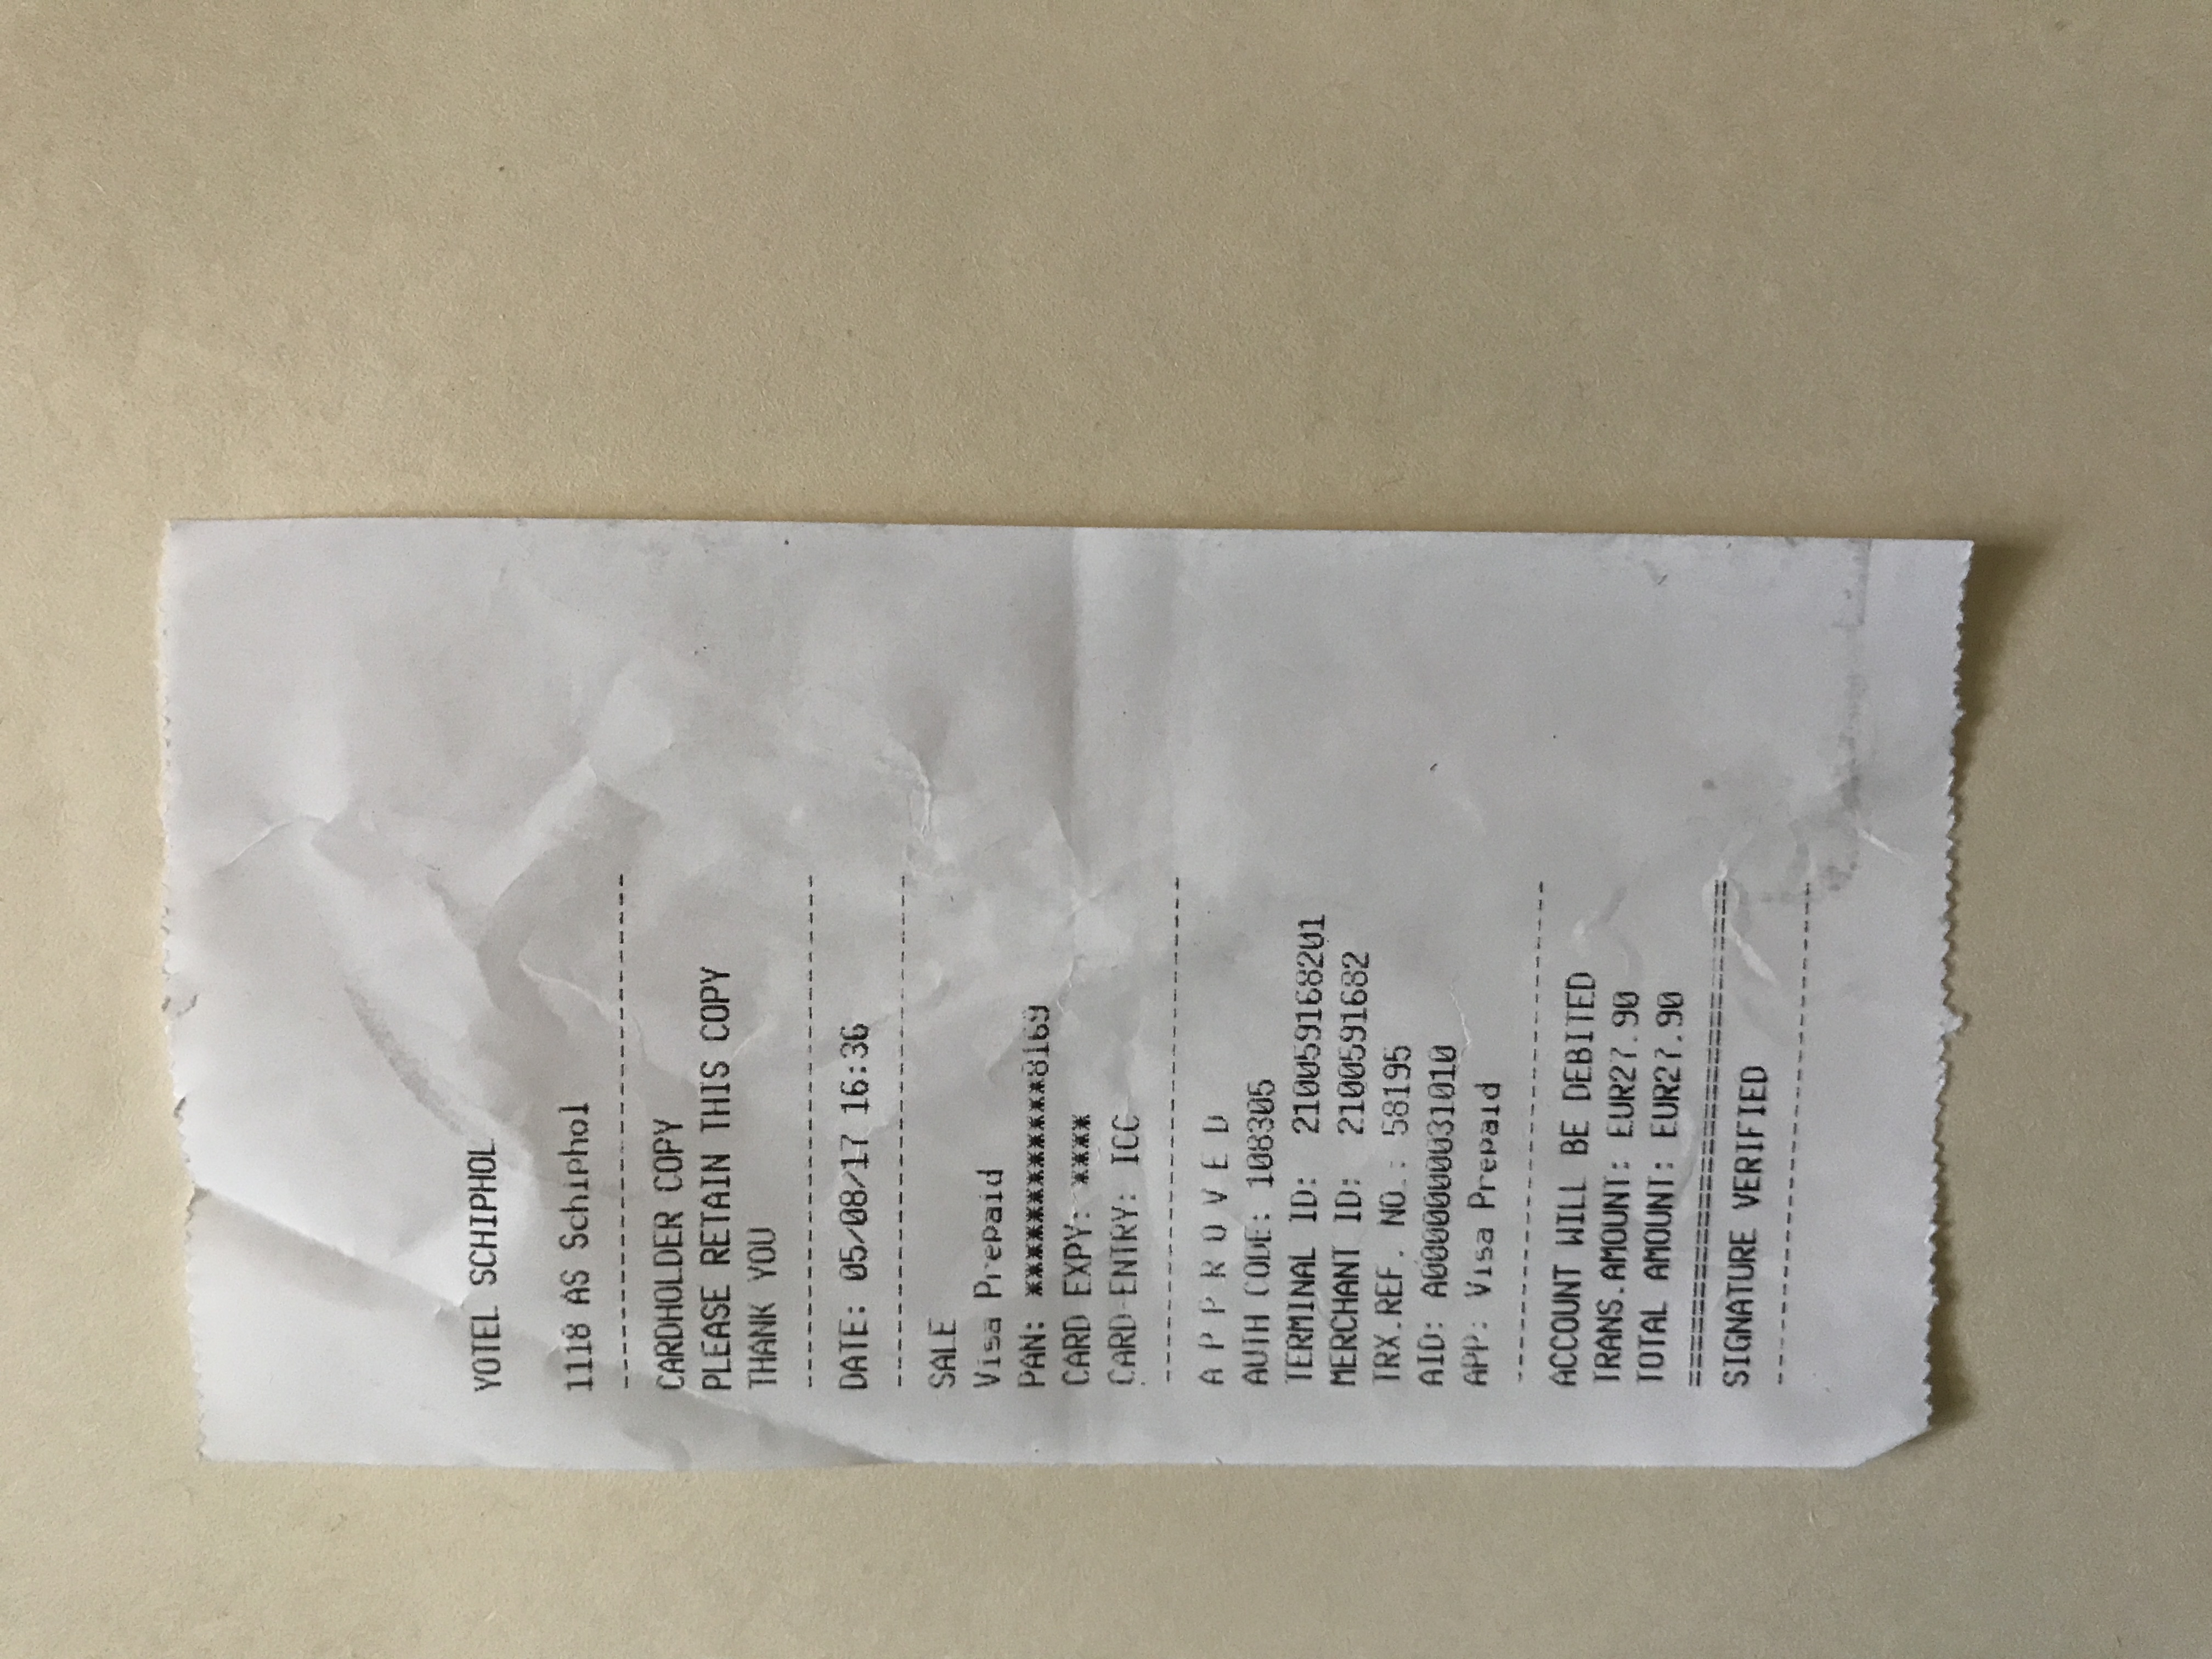 YOTEL SCHIPHOL
1118 AS Schiphol
---------------------------
CARDHOLDER COPY
PLEASE RETAIN THIS COPY
THANK YOU
---------------------------
DATE: 05/08/17 16:36
---------------------------
SALE
Visa Prepaid
PAN: ************8169
CARD EXPY: ****
CARD-ENTRY: ICC
---------------------------
A P P R O V E D
AUTH CODE: 108305
TERMINAL ID:  210059168201
MERCHANT ID:  2100591682
TRX.REF. NO.: 58195
AID: A0000000031010
APP: Visa Prepaid
---------------------------
ACCOUNT WILL BE DEBITED
TRANS.AMOUNT: EUR27.90
TOTAL AMOUNT: EUR27.90
===========================
SIGNATURE VERIFIED
---------------------------